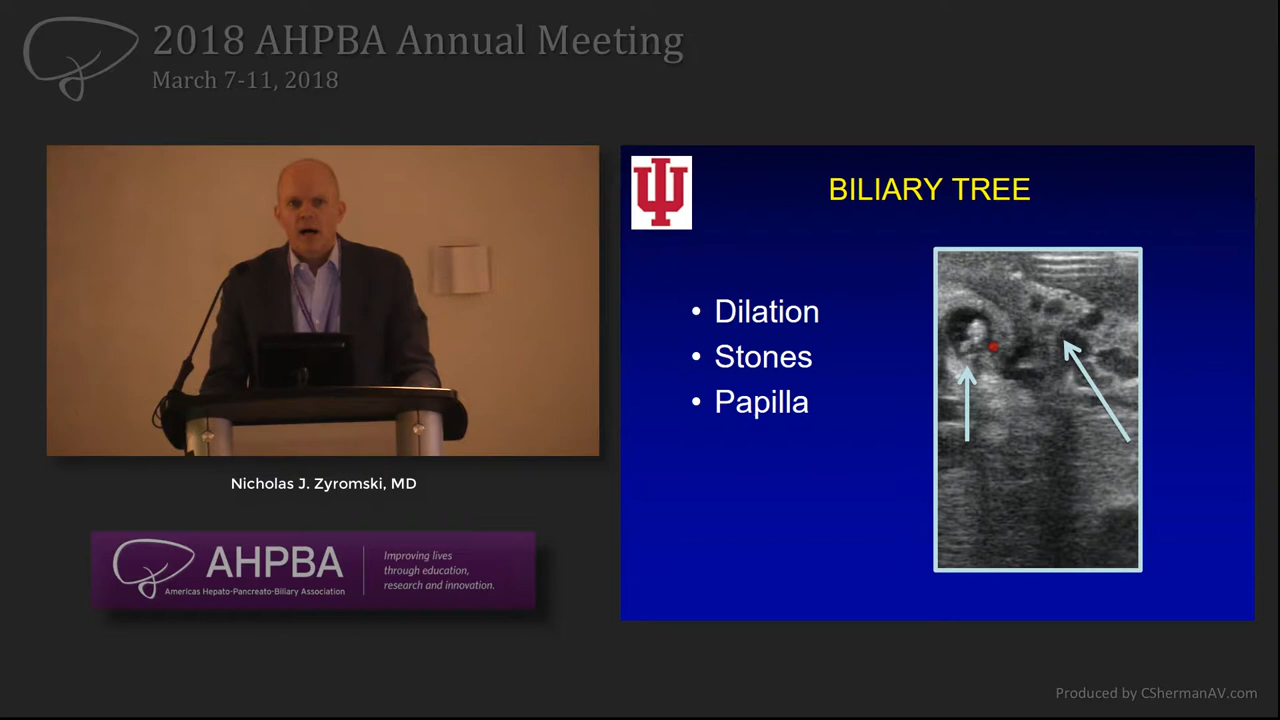 2018 AHPBA Annual Meeting
March 7-11, 2018
BILIARY TREE
• Dilation
• Stones
• Papilla
Nicholas J. Zyromski, MD
AHPBA
Americas Hepato-Pancreato-Biliary Association
Improving lives
through education,
research and innovation.
Produced by CShermanAV.com